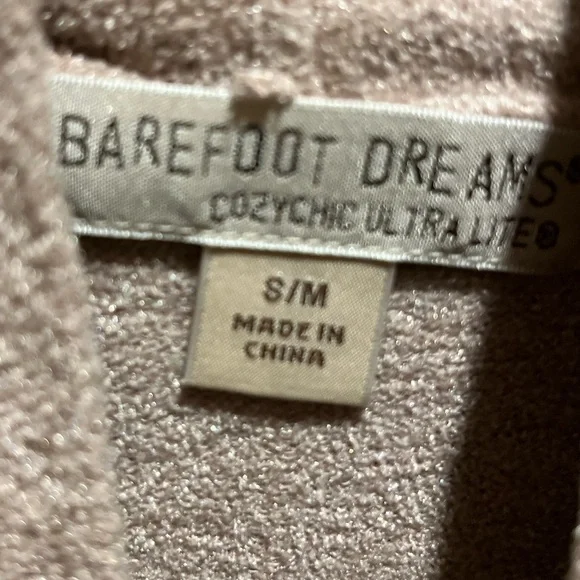 BAREFOOT DREAMS®
COZYCHIC ULTRA LITE®
S/M
MADE IN
CHINA